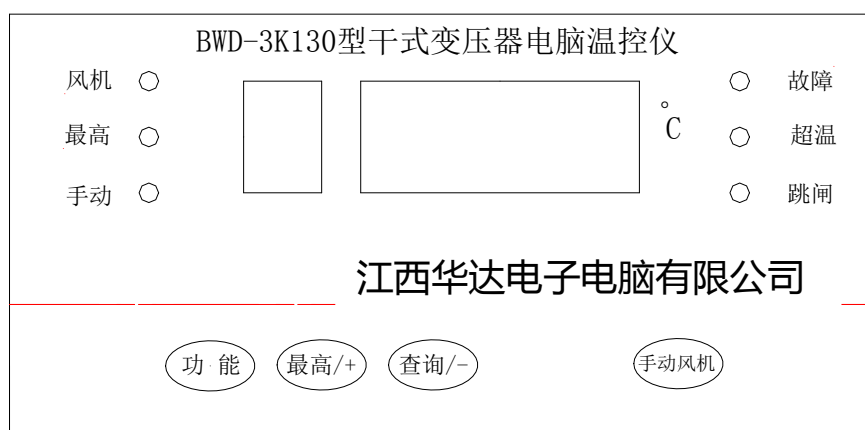 BWD-3K130型干式变压器电脑温控仪
风机
°C
故障
最高
超温
手动
跳闸
江西华达电子电脑有限公司
功能
最高/+
查询/-
手动风机